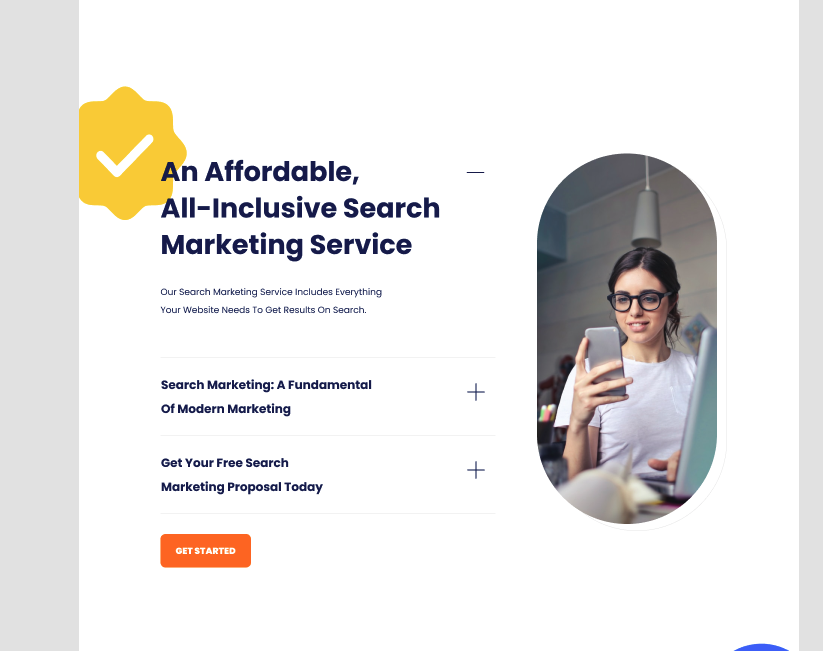 An Affordable,
All-Inclusive Search
Marketing Service
Our Search Marketing Service Includes Everything
Your Website Needs To Get Results On Search.
Search Marketing: A Fundamental
Of Modern Marketing
Get Your Free Search
Marketing Proposal Today
GET STARTED